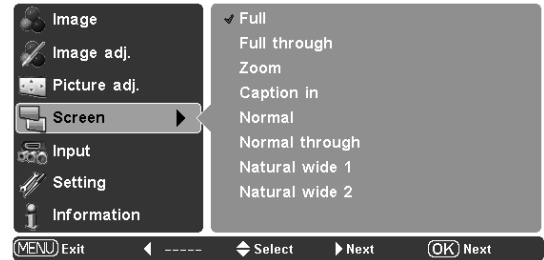 Image
Image adj.
Picture adj.
Screen
Input
Setting
Information
Full
Full through
Zoom
Caption in
Normal
Normal through
Natural wide 1
Natural wide 2
MENU Exit ----- Select Next OK Next